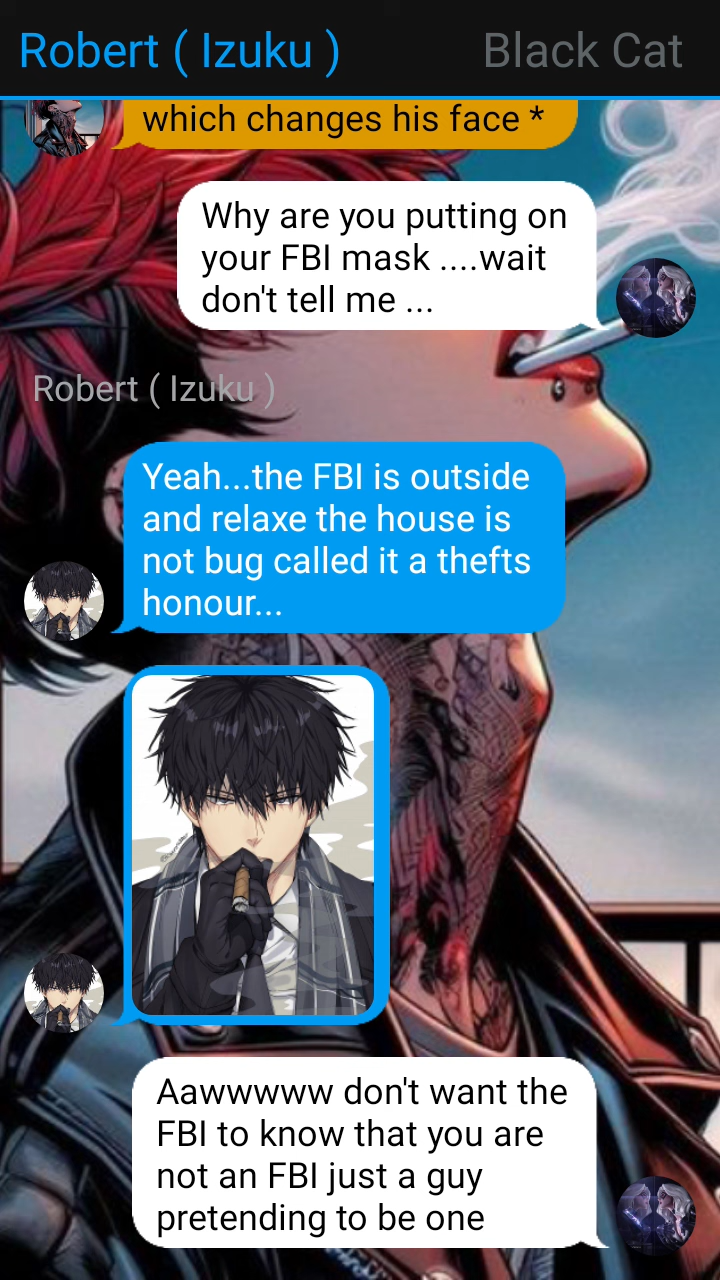 Robert ( Izuku ) Black Cat
which changes his face *
Why are you putting on
your FBI mask ....wait
don't tell me ...
Robert ( Izuku )
Yeah...the FBI is outside
and relaxe the house is
not bug called it a thefts
honour...
Aawwwww don't want the
FBI to know that you are
not an FBI just a guy
pretending to be one